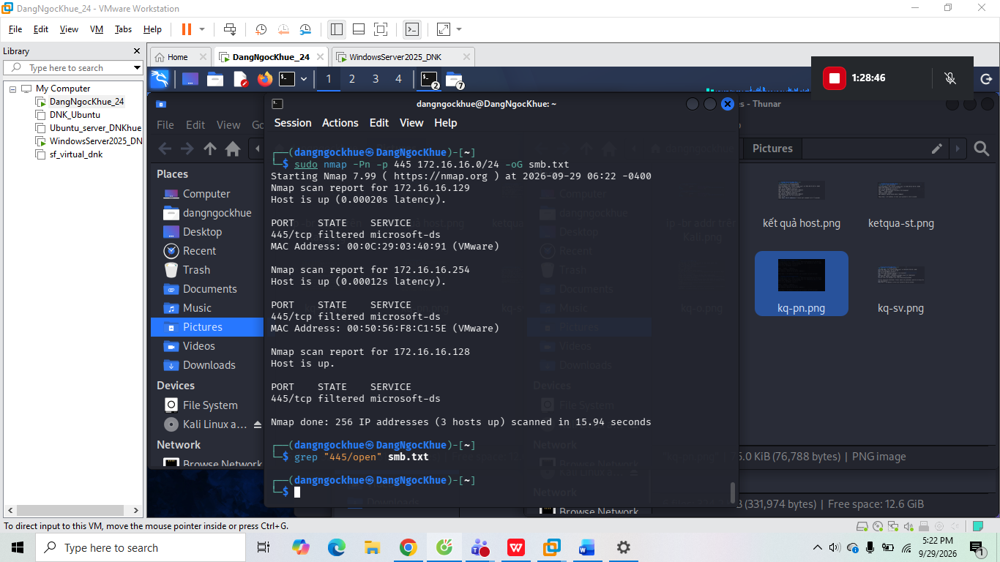 DangNgocKhue_24 - VMware Workstation
File Edit View VM Tabs Help
Library
Type here to search
My Computer
DangNgocKhue_24
DNK_Ubuntu
Ubuntu_server_DNKhue
WindowsServer2025_DN
sf_virtual_dnk
Home DangNgocKhue_24 WindowsServer2025_DNK
1 2 3 4 2 7
1:28:46
dangngockhue@DangNgocKhue: ~
Session Actions Edit View Help
- Thunar
File Edit View Go
Pictures
Places
Computer
dangngockhue
Desktop
Recent
Trash
Documents
Music
Pictures
Videos
Downloads
Devices
File System
Kali Linux a...
Network
Browse Network
┌──(dangngockhue㉿DangNgocKhue)-[~]
└─$ sudo nmap -Pn -p 445 172.16.16.0/24 -oG smb.txt
Starting Nmap 7.99 ( https://nmap.org ) at 2026-09-29 06:22 -0400
Nmap scan report for 172.16.16.129
Host is up (0.00020s latency).
PORT STATE SERVICE
445/tcp filtered microsoft-ds
MAC Address: 00:0C:29:03:40:91 (VMware)
Nmap scan report for 172.16.16.254
Host is up (0.00012s latency).
PORT STATE SERVICE
445/tcp filtered microsoft-ds
MAC Address: 00:50:56:F8:C1:5E (VMware)
Nmap scan report for 172.16.16.128
Host is up.
PORT STATE SERVICE
445/tcp filtered microsoft-ds
Nmap done: 256 IP addresses (3 hosts up) scanned in 15.94 seconds
┌──(dangngockhue㉿DangNgocKhue)-[~]
└─$ grep "445/open" smb.txt
┌──(dangngockhue㉿DangNgocKhue)-[~]
└─$
kết quả host.png
ketqua-st.png
kq-pn.png
kq-sv.png
(76,788 bytes) | PNG image
(331,974 bytes) | Free space: 12.6 GiB
Browse Network
To direct input to this VM, move the mouse pointer inside or press Ctrl+G.
Type here to search
5:22 PM
9/29/2026
1